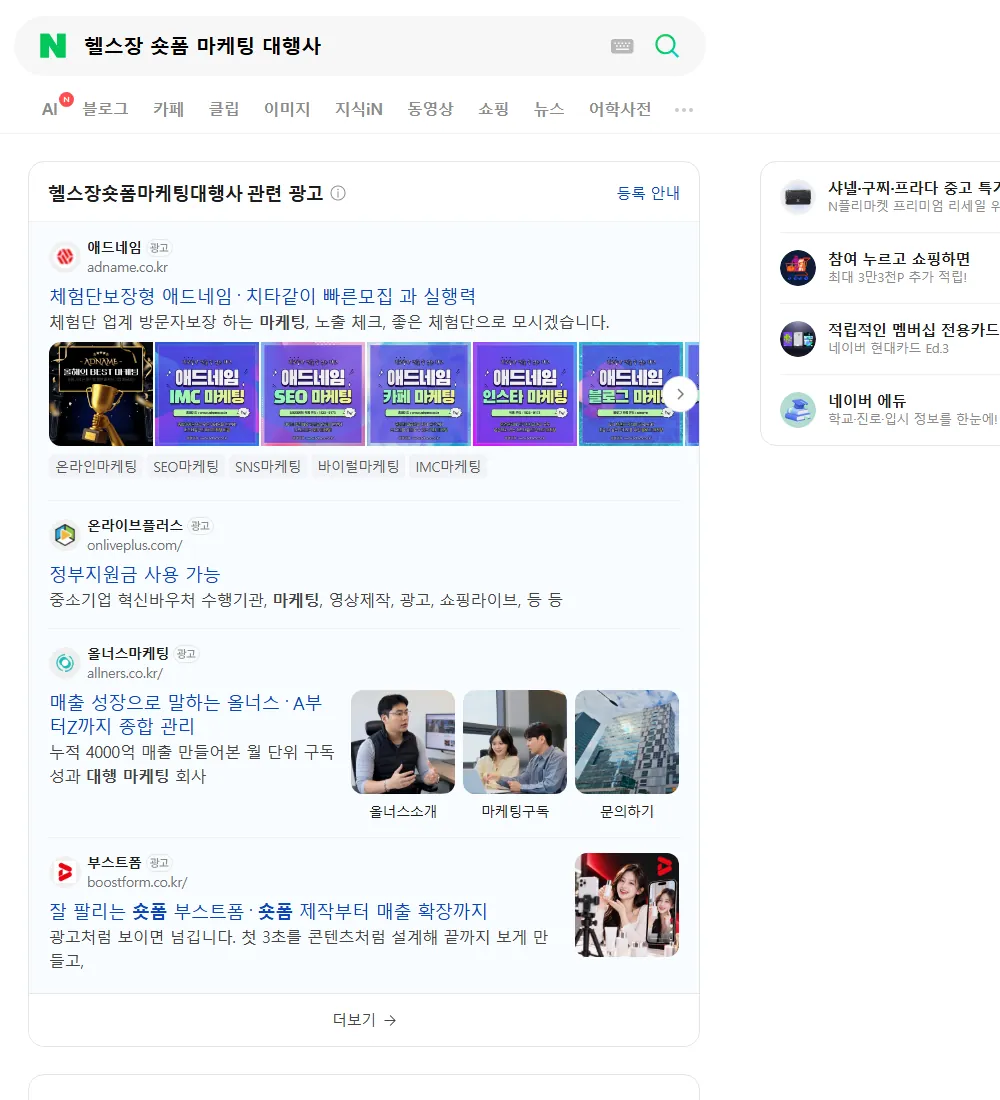 N 헬스장 숏폼 마케팅 대행사
AI N 블로그 카페 클립 이미지 지식iN 동영상 쇼핑 뉴스 어학사전 ···
헬스장숏폼마케팅대행사 관련 광고
등록 안내
애드네임 광고
adname.co.kr
체험단보장형 애드네임 · 치타같이 빠른모집 과 실행력
체험단 업계 방문자보장 하는 마케팅, 노출 체크, 좋은 체험단으로 모시겠습니다.
- ADNAME -
올해의 BEST 마케팅
애드네임
IMC 마케팅
애드네임
SEO 마케팅
애드네임
카페 마케팅
애드네임
인스타 마케팅
애드네임
블로그 마케
온라인마케팅 SEO마케팅 SNS마케팅 바이럴마케팅 IMC마케팅
온라이브플러스 광고
onliveplus.com/
정부지원금 사용 가능
중소기업 혁신바우처 수행기관, 마케팅, 영상제작, 광고, 쇼핑라이브, 등 등
올너스마케팅 광고
allners.co.kr/
매출 성장으로 말하는 올너스 · A부
터Z까지 종합 관리
누적 4000억 매출 만들어본 월 단위 구독
성과 대행 마케팅 회사
올너스소개 마케팅구독 문의하기
부스트폼 광고
boostform.co.kr/
잘 팔리는 숏폼 부스트폼 · 숏폼 제작부터 매출 확장까지
광고처럼 보이면 넘깁니다. 첫 3초를 콘텐츠처럼 설계해 끝까지 보게 만
들고,
더보기 →
샤넬·구찌·프라다 중고 특가
N플리마켓 프리미엄 리세일 위
참여 누르고 쇼핑하면
최대 3만3천P 추가 적립!
적립적인 멤버십 전용카드
네이버 현대카드 Ed.3
네이버 에듀
학교·진로·입시 정보를 한눈에!